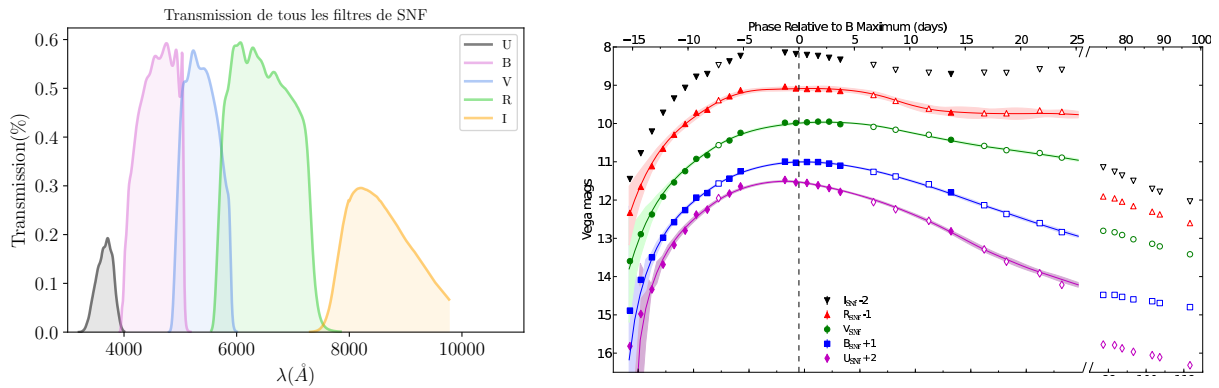 Transmission de tous les filtres de SNF
Transmission(%)
0.6
0.5
0.4
0.3
0.2
0.1
0.0
4000 6000 8000 10000
λ(Å)
U
B
V
R
I
Phase Relative to B Maximum (days)
−15 −10 −5 0 5 10 15 20 25 80 90 100
Vega mags
8
9
10
11
12
13
14
15
16
I_SNf−2
R_SNf−1
V_SNf
B_SNf+1
U_SNf+2